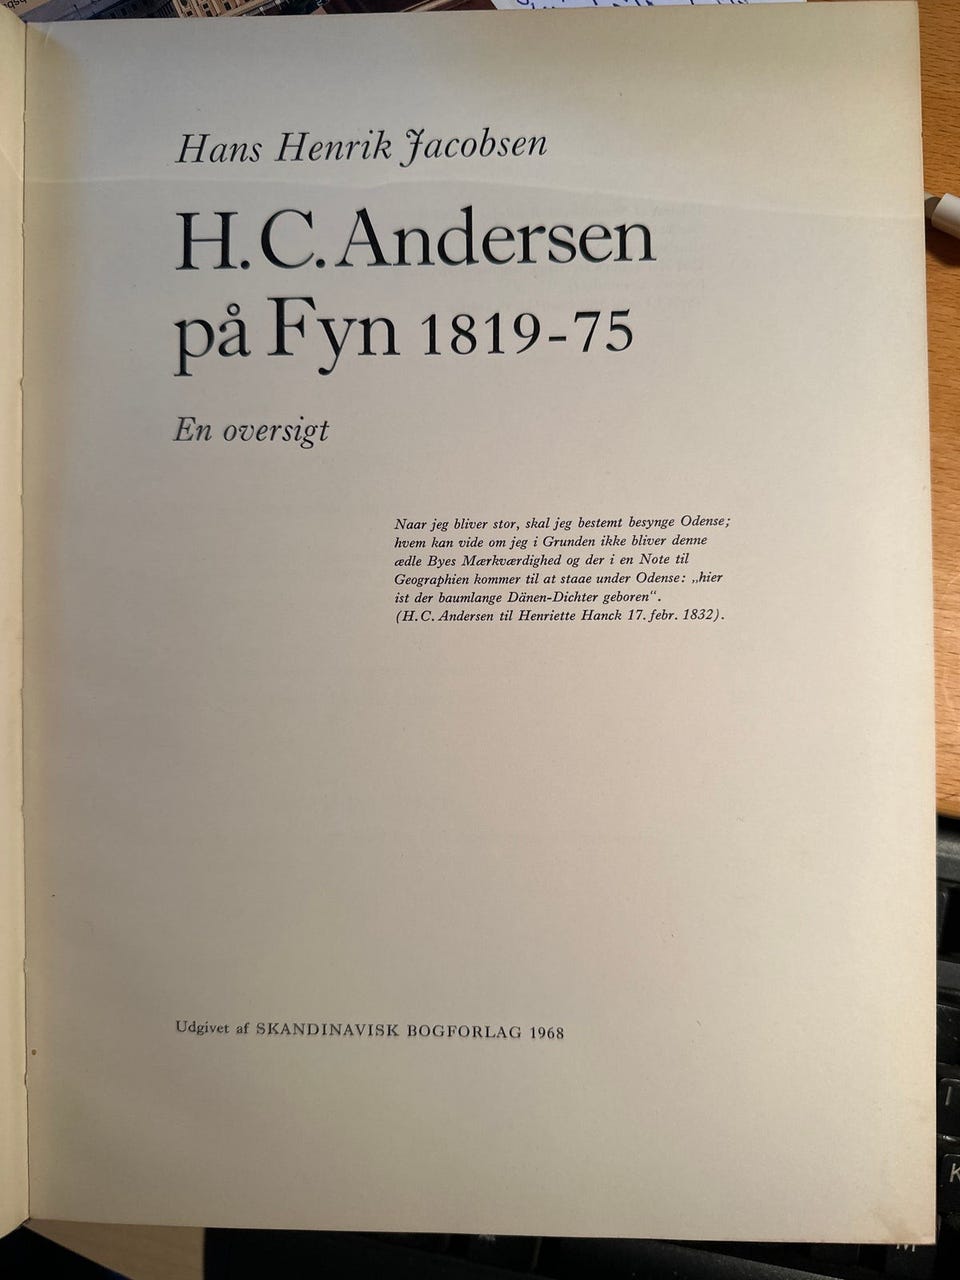 Hans Henrik Jacobsen
H. C. Andersen
på Fyn 1819-75
En oversigt
Naar jeg bliver stor, skal jeg bestemt besynge Odense;
hvem kan vide om jeg i Grunden ikke bliver denne
ædle Byes Mærkværdighed og der i en Note til
Geographien kommer til at staae under Odense: „hier
ist der baumlange Dänen-Dichter geboren“.
(H. C. Andersen til Henriette Hanck 17. febr. 1832).
Udgivet af SKANDINAVISK BOGFORLAG 1968